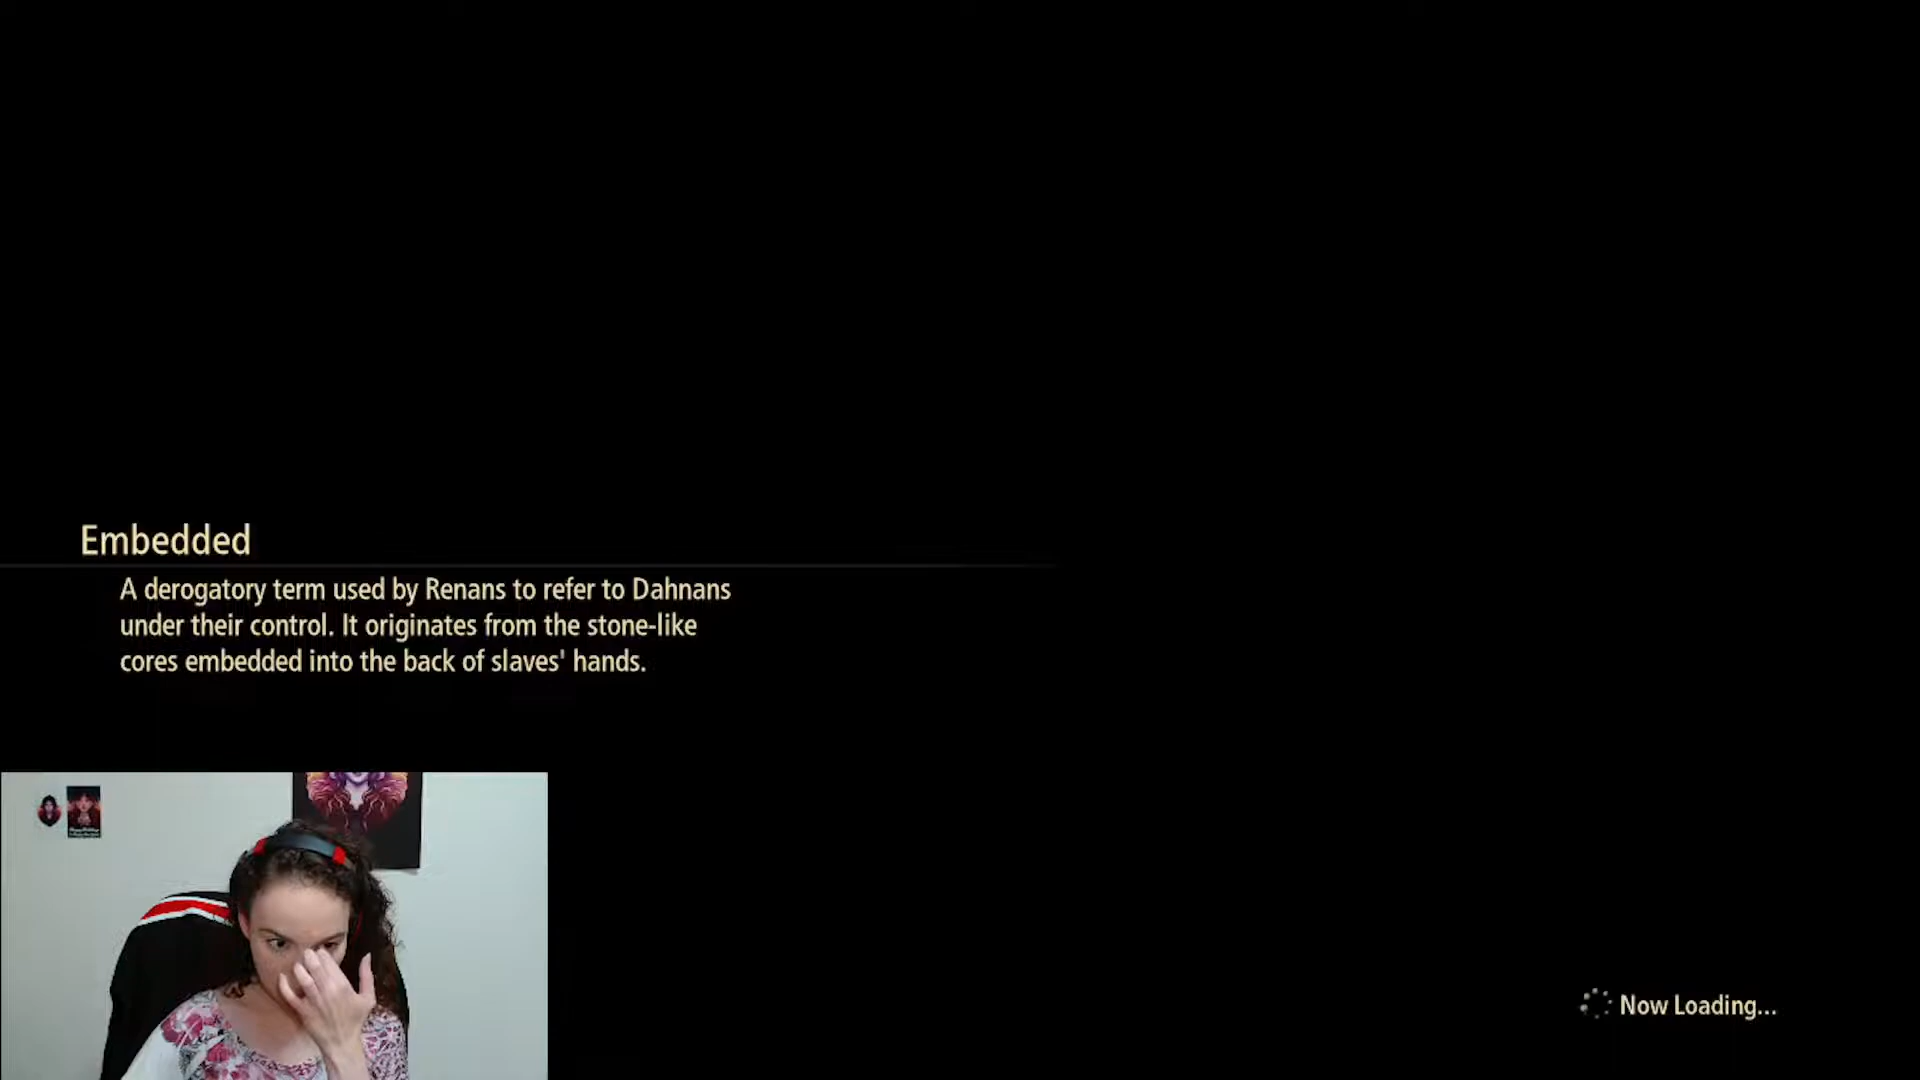 Embedded
A derogatory term used by Renans to refer to Dahnans
under their control. It originates from the stone-like
cores embedded into the back of slaves' hands.
Now Loading...